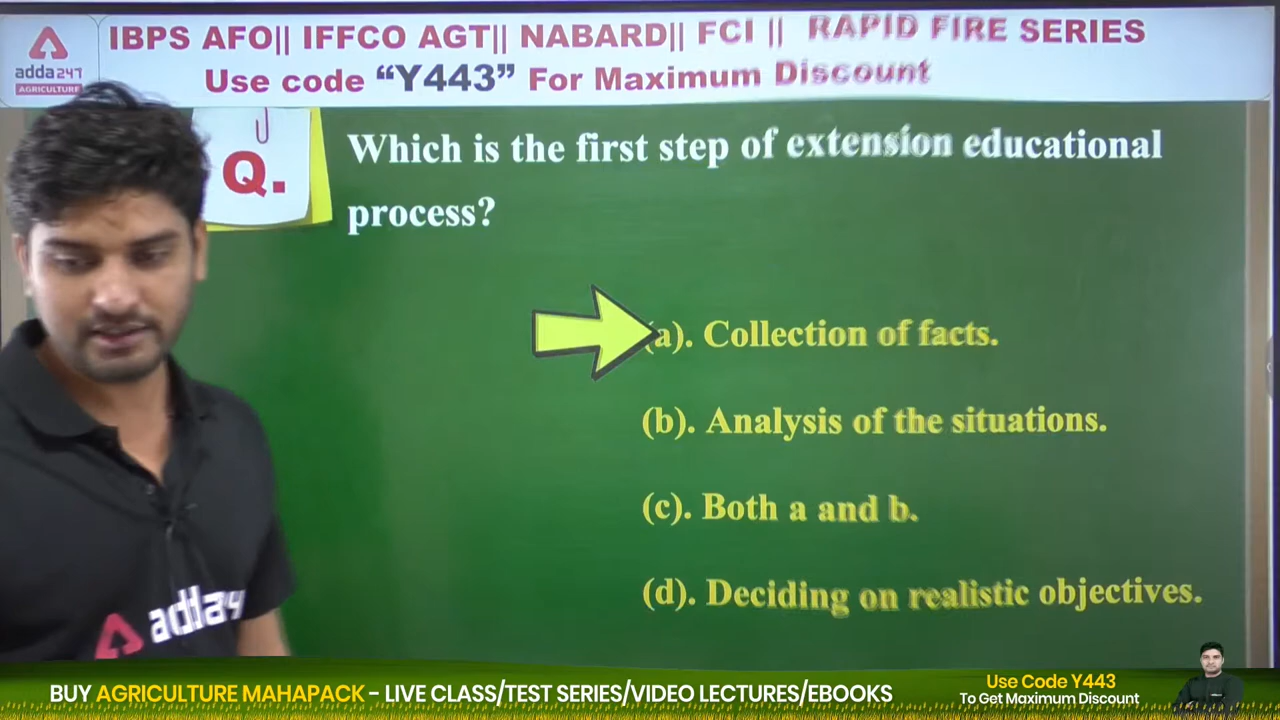 IBPS AFO|| IFFCO AGT|| NABARD|| FCI || RAPID FIRE SERIES
Use code “Y443” For Maximum Discount
adda247
AGRICULTURE
Q.
Which is the first step of extension educational
process?
(a). Collection of facts.
(b). Analysis of the situations.
(c). Both a and b.
(d). Deciding on realistic objectives.
adda24
BUY AGRICULTURE MAHAPACK - LIVE CLASS/TEST SERIES/VIDEO LECTURES/EBOOKS
Use Code Y443
To Get Maximum Discount